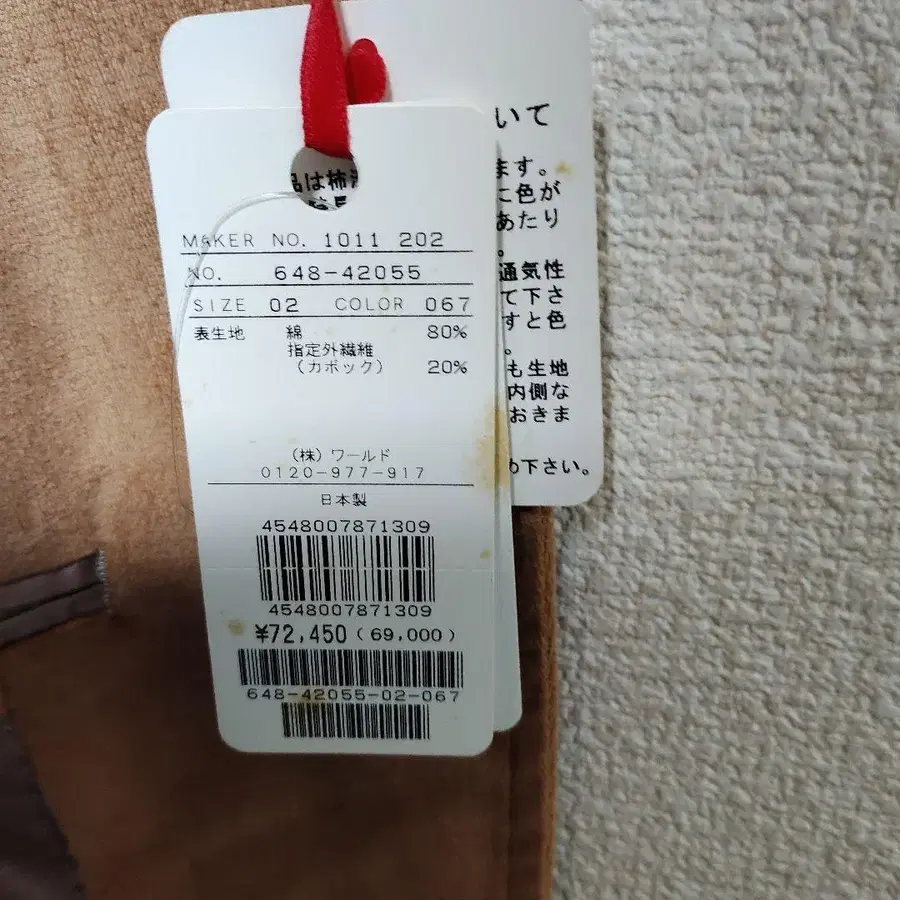 いて
ます。
に色が
あたり
。
通気性
て下さ
すと色
。
も生地
内側な
おきま
め下さい。
品は柿
MAKER NO. 1011 202
NO. 648-42055
SIZE 02 COLOR 067
表生地 綿 80%
指定外繊維
(カポック) 20%
(株)ワールド
0120-977-917
日本製
4548007871309
4548007871309
¥72,450(69,000)
648-42055-02-067